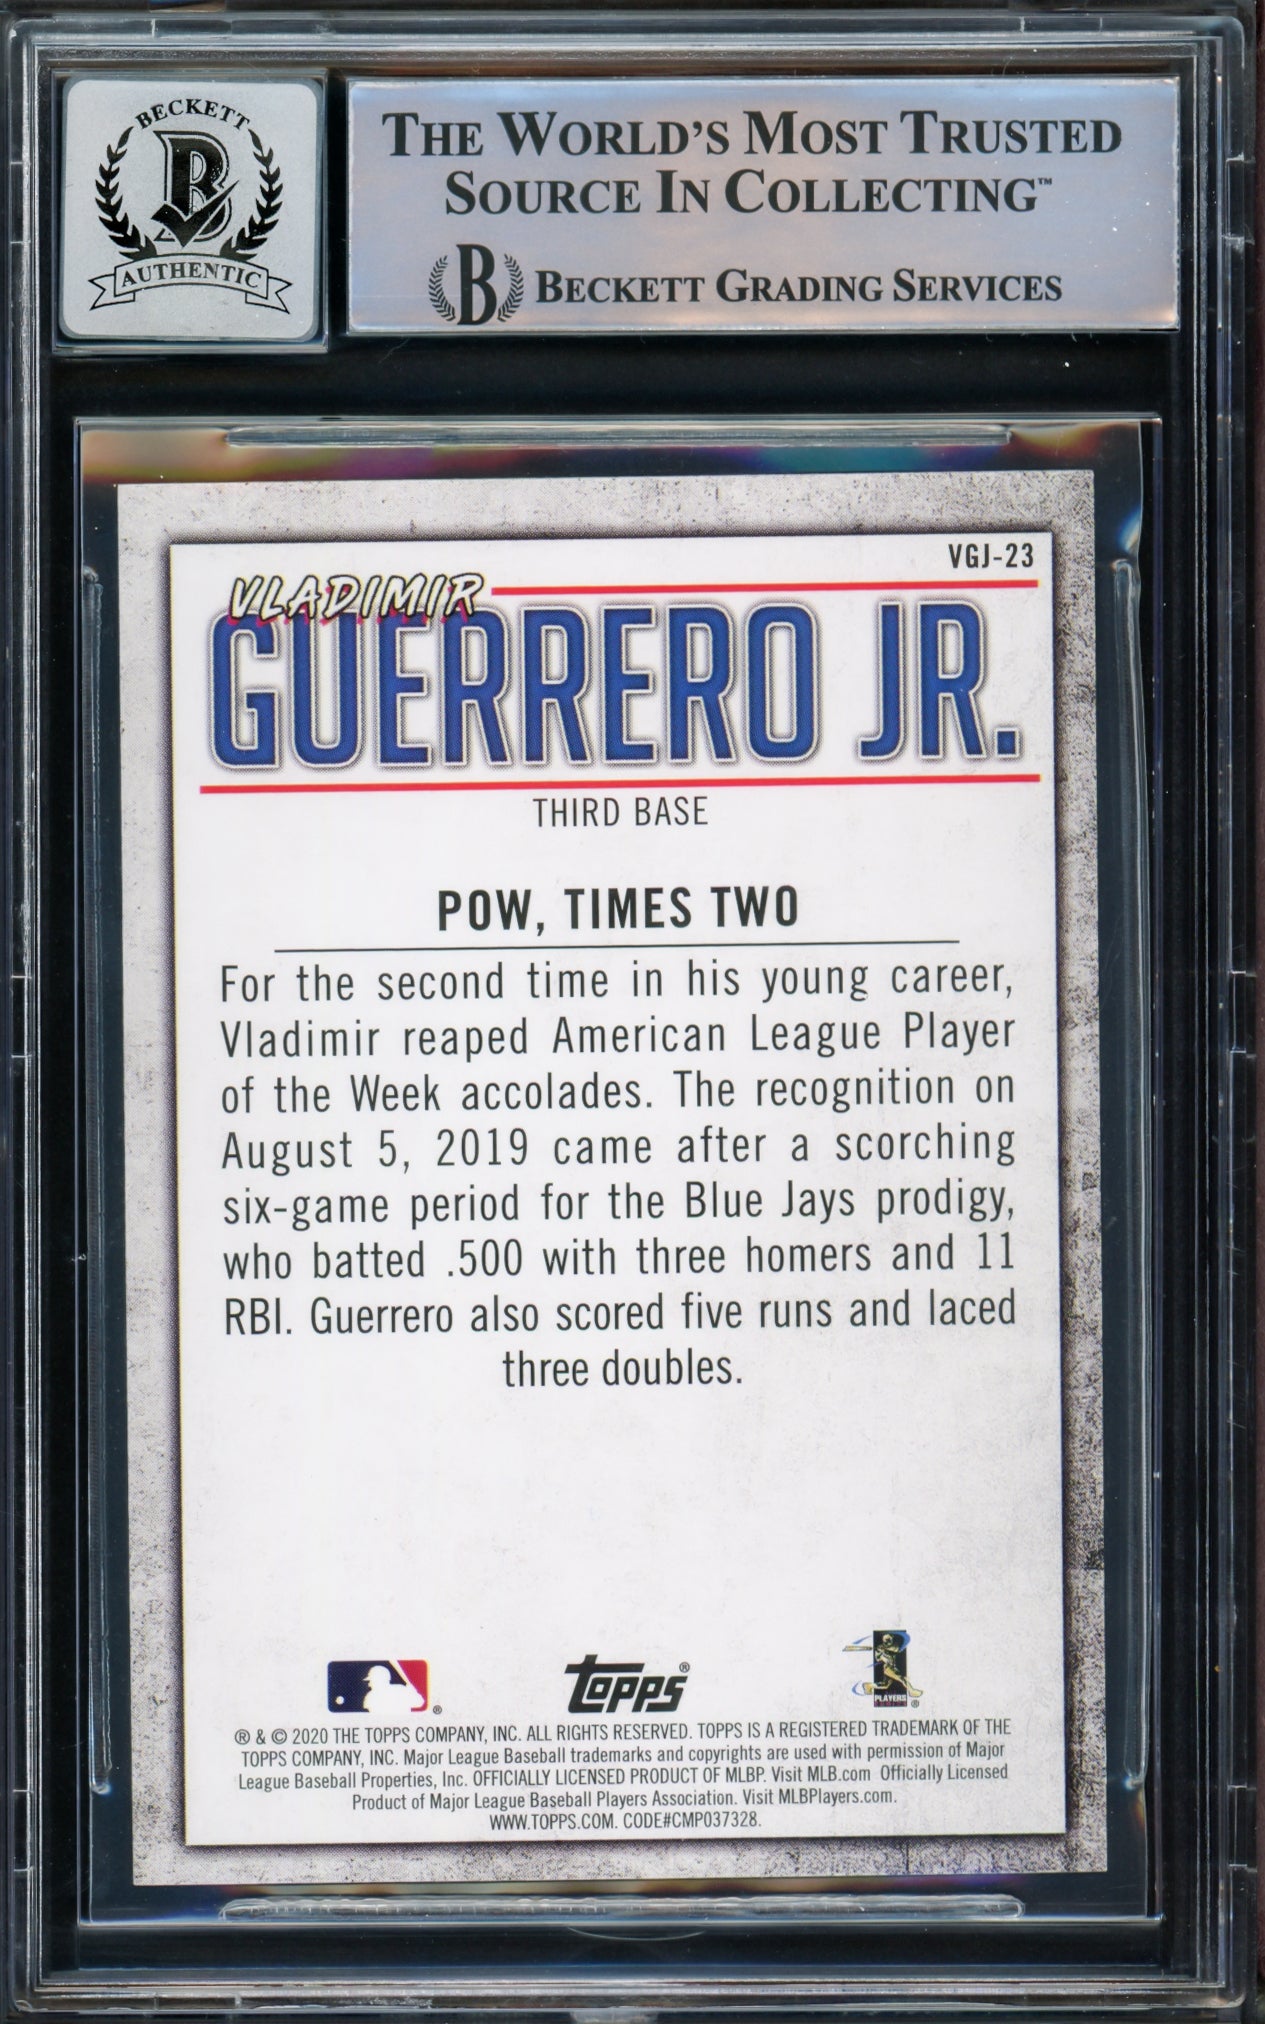 BECKETT
B
AUTHENTIC
THE WORLD'S MOST TRUSTED
SOURCE IN COLLECTING™
B BECKETT GRADING SERVICES
VGJ-23
VLADIMIR
GUERRERO JR.
THIRD BASE
POW, TIMES TWO
For the second time in his young career,
Vladimir reaped American League Player
of the Week accolades. The recognition on
August 5, 2019 came after a scorching
six-game period for the Blue Jays prodigy,
who batted .500 with three homers and 11
RBI. Guerrero also scored five runs and laced
three doubles.
®
Topps®
PLAYERS
®
® & © 2020 THE TOPPS COMPANY, INC. ALL RIGHTS RESERVED. TOPPS IS A REGISTERED TRADEMARK OF THE
TOPPS COMPANY, INC. Major League Baseball trademarks and copyrights are used with permission of Major
League Baseball Properties, Inc. OFFICIALLY LICENSED PRODUCT OF MLBP. Visit MLB.com Officially Licensed
Product of Major League Baseball Players Association. Visit MLBPlayers.com.
WWW.TOPPS.COM. CODE#CMP037328.